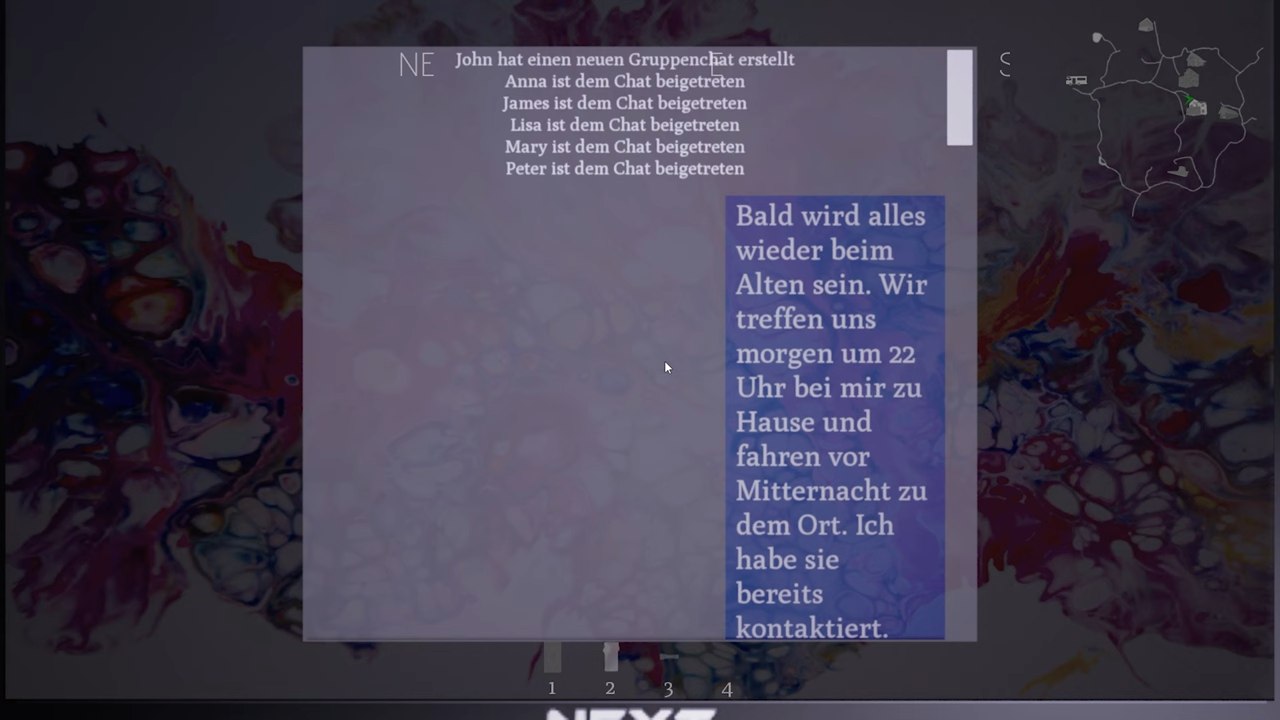 NE
E
S
John hat einen neuen Gruppenchat erstellt
Anna ist dem Chat beigetreten
James ist dem Chat beigetreten
Lisa ist dem Chat beigetreten
Mary ist dem Chat beigetreten
Peter ist dem Chat beigetreten
Bald wird alles
wieder beim
Alten sein. Wir
treffen uns
morgen um 22
Uhr bei mir zu
Hause und
fahren vor
Mitternacht zu
dem Ort. Ich
habe sie
bereits
kontaktiert.
1 2 3 4